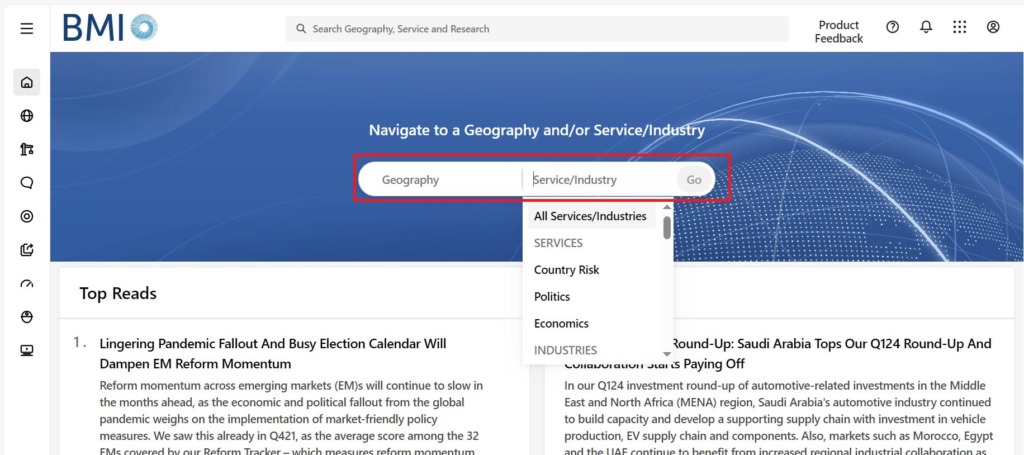 BMI
Search Geography, Service and Research
Product
Feedback
Navigate to a Geography and/or Service/Industry
Geography
Service/Industry
Go
All Services/Industries
SERVICES
Country Risk
Politics
Economics
INDUSTRIES
Top Reads
1.
Lingering Pandemic Fallout And Busy Election Calendar Will
Dampen EM Reform Momentum
Reform momentum across emerging markets (EM)s will continue to slow in
the months ahead, as the economic and political fallout from the global
pandemic weighs on the implementation of market-friendly policy
measures. We saw this already in Q421, as the average score among the 32
EMs covered by our Reform Tracker – which measures reform momentum
Round-Up: Saudi Arabia Tops Our Q124 Round-Up And
Collaboration Starts Paying Off
In our Q124 investment round-up of automotive-related investments in the Middle
East and North Africa (MENA) region, Saudi Arabia's automotive industry continued
to build capacity and develop a supporting supply chain with investment in vehicle
production, EV supply chain and components. Also, markets such as Morocco, Egypt
and the UAE continue to benefit from increased regional industrial collaboration as